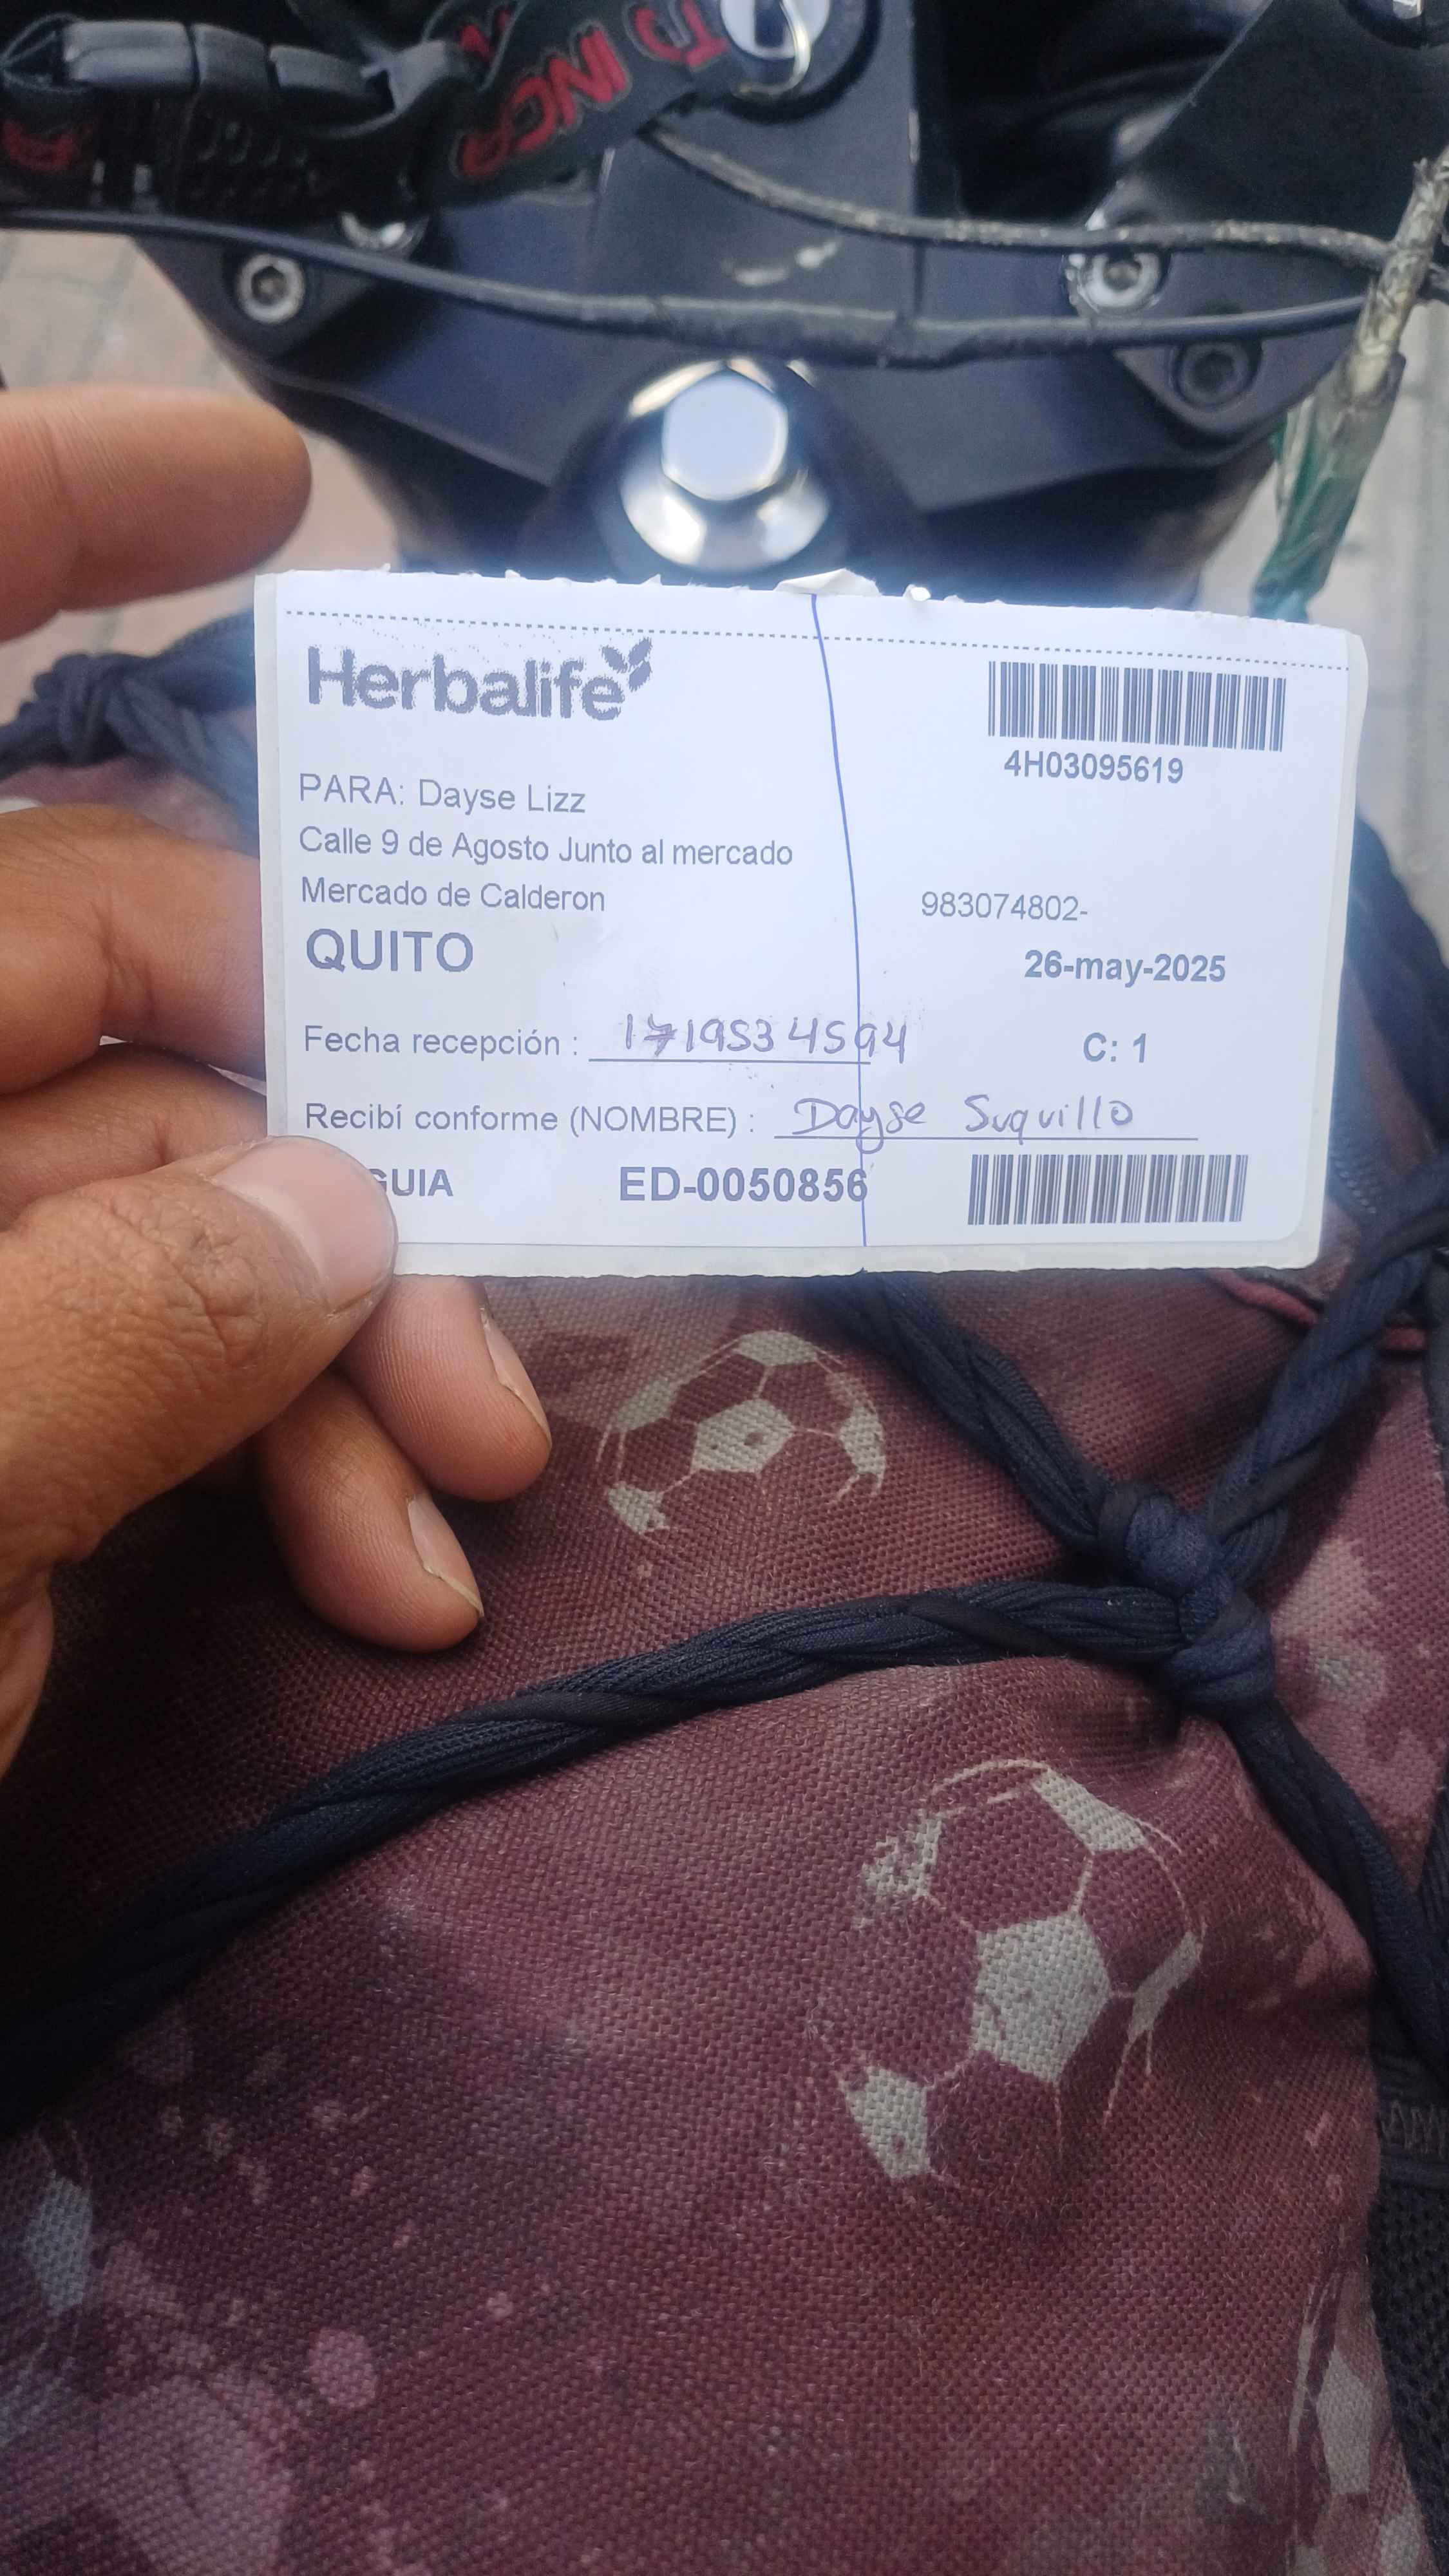 Herbalife
4H03095619
PARA: Dayse Lizz
Calle 9 de Agosto Junto al mercado
Mercado de Calderon
983074802-
QUITO
26-may-2025
Fecha recepción : 1719534594
C: 1
Recibí conforme (NOMBRE) : Dayse Suquillo
GUIA ED-0050856